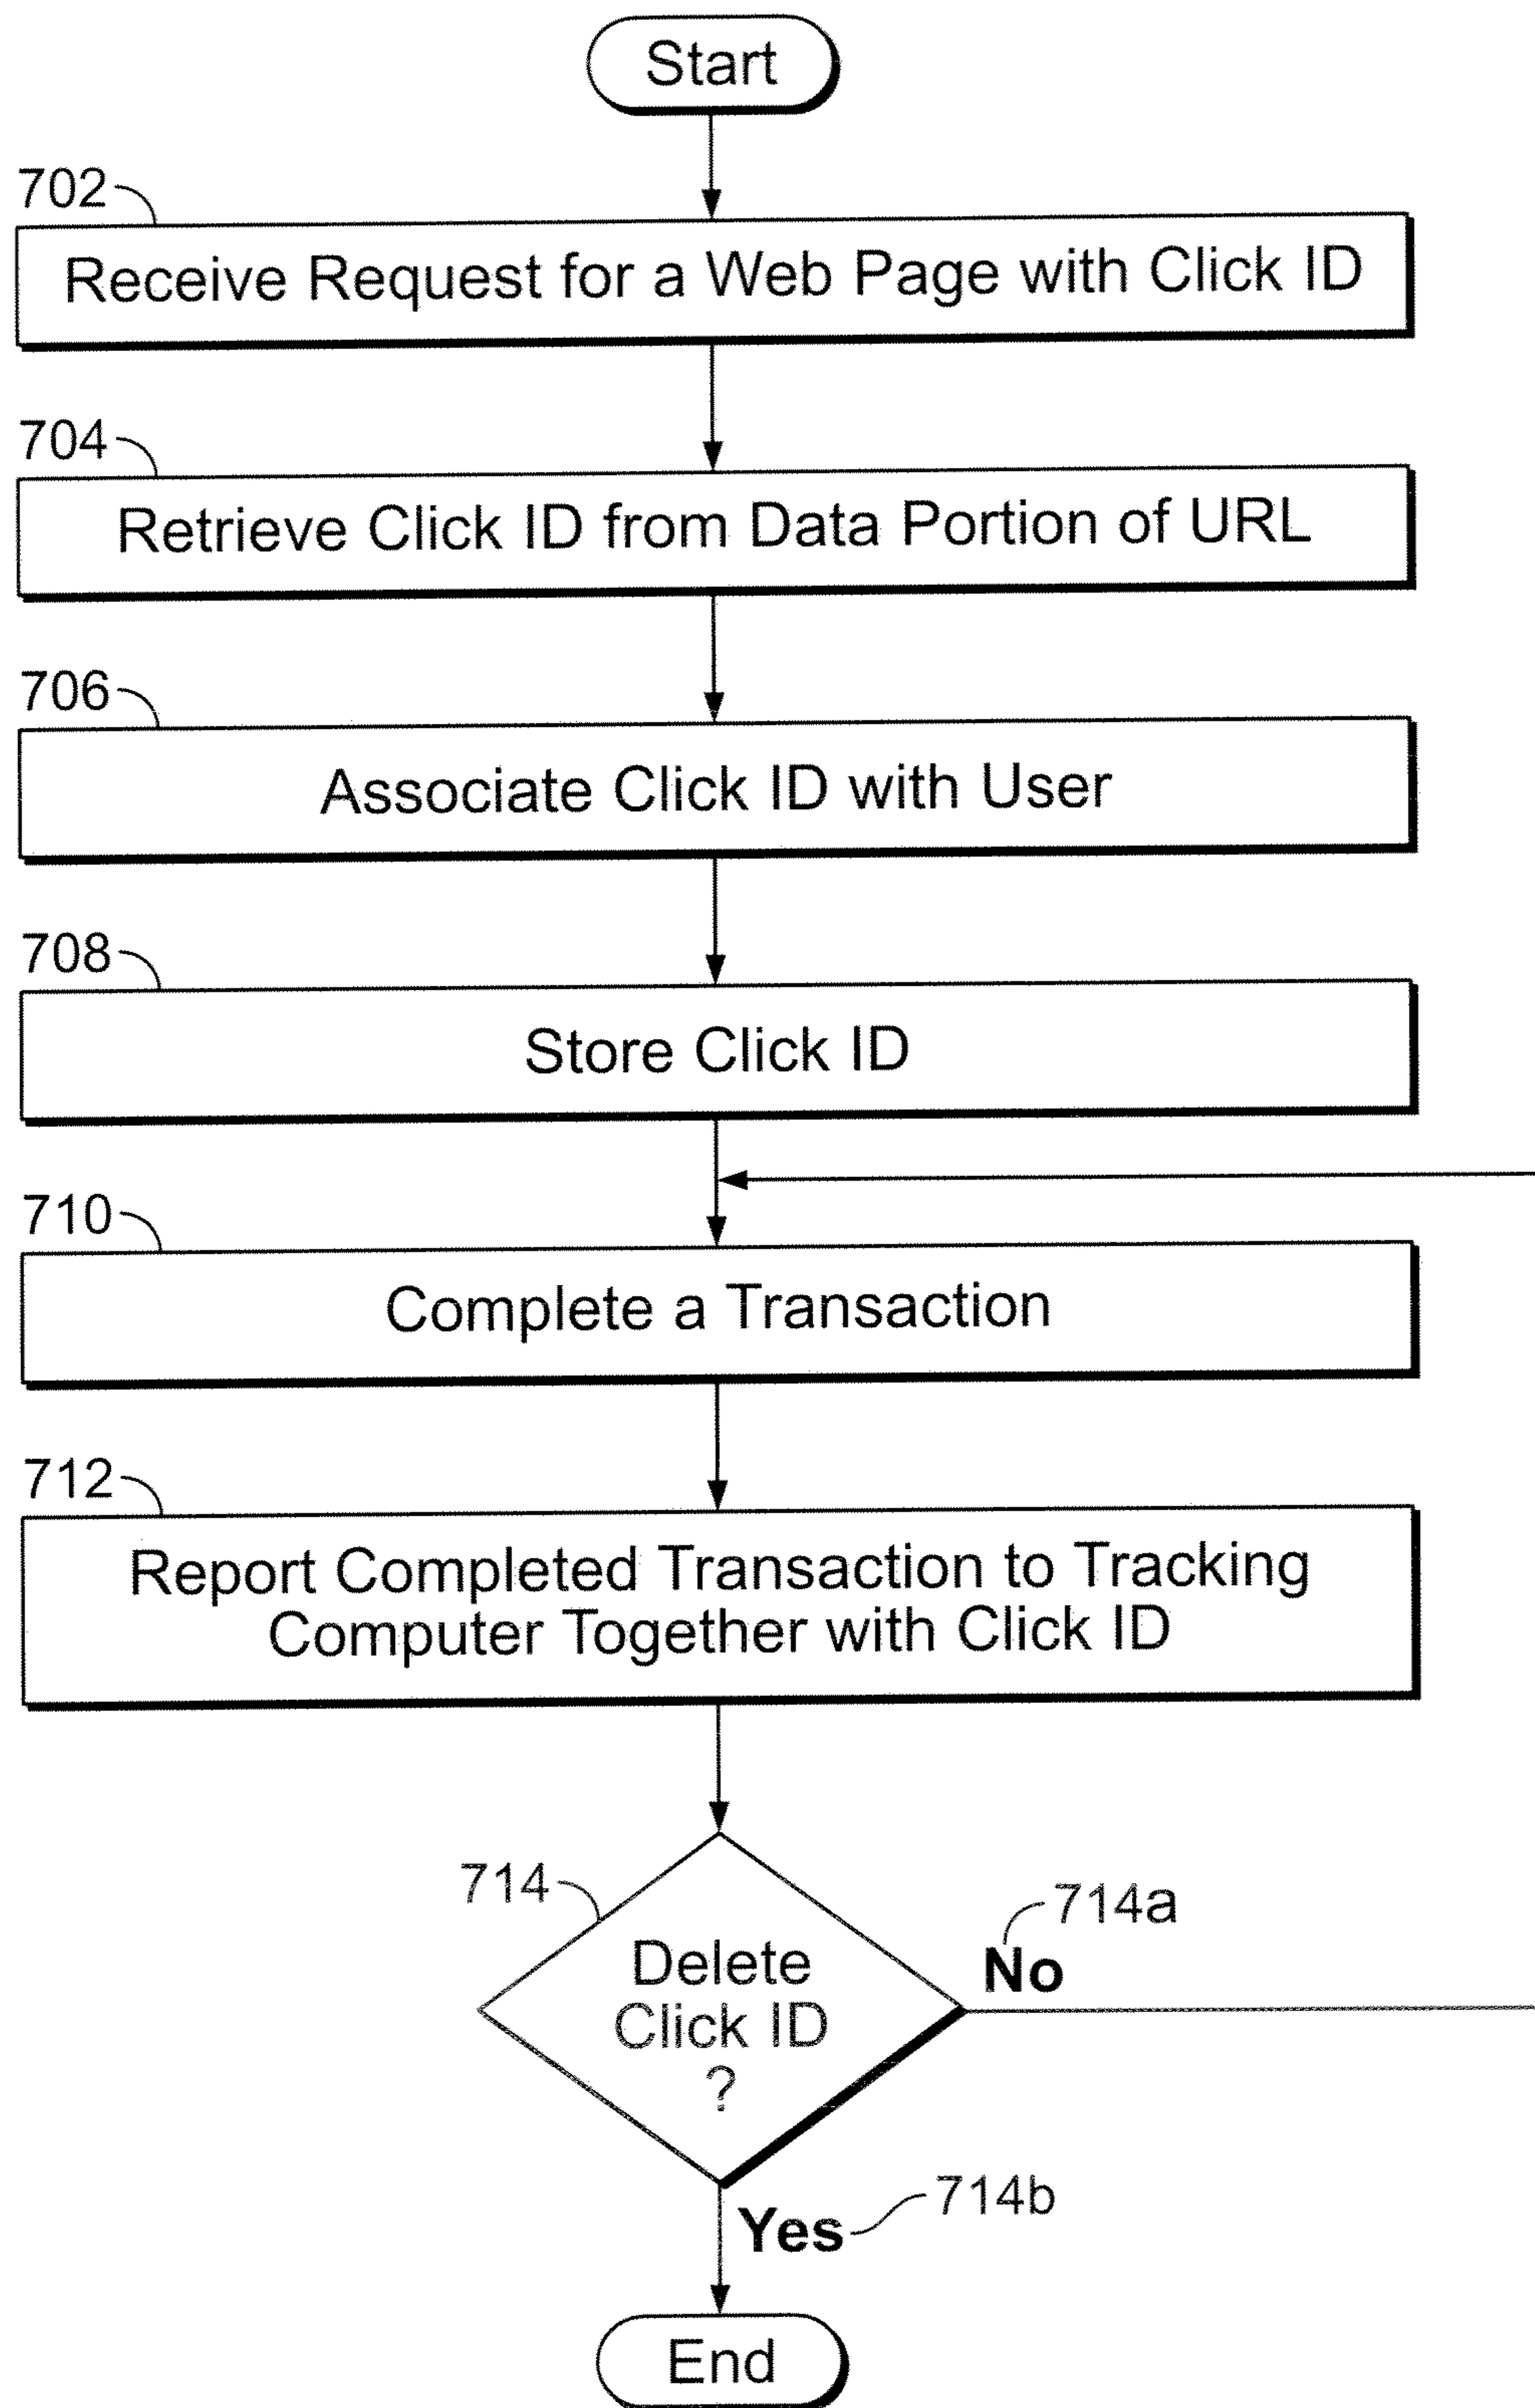 Start
702
Receive Request for a Web Page with Click ID
704
Retrieve Click ID from Data Portion of URL
706
Associate Click ID with User
708
Store Click ID
710
Complete a Transaction
712
Report Completed Transaction to Tracking
Computer Together with Click ID
714
Delete
Click ID
?
714a
No
Yes
714b
End